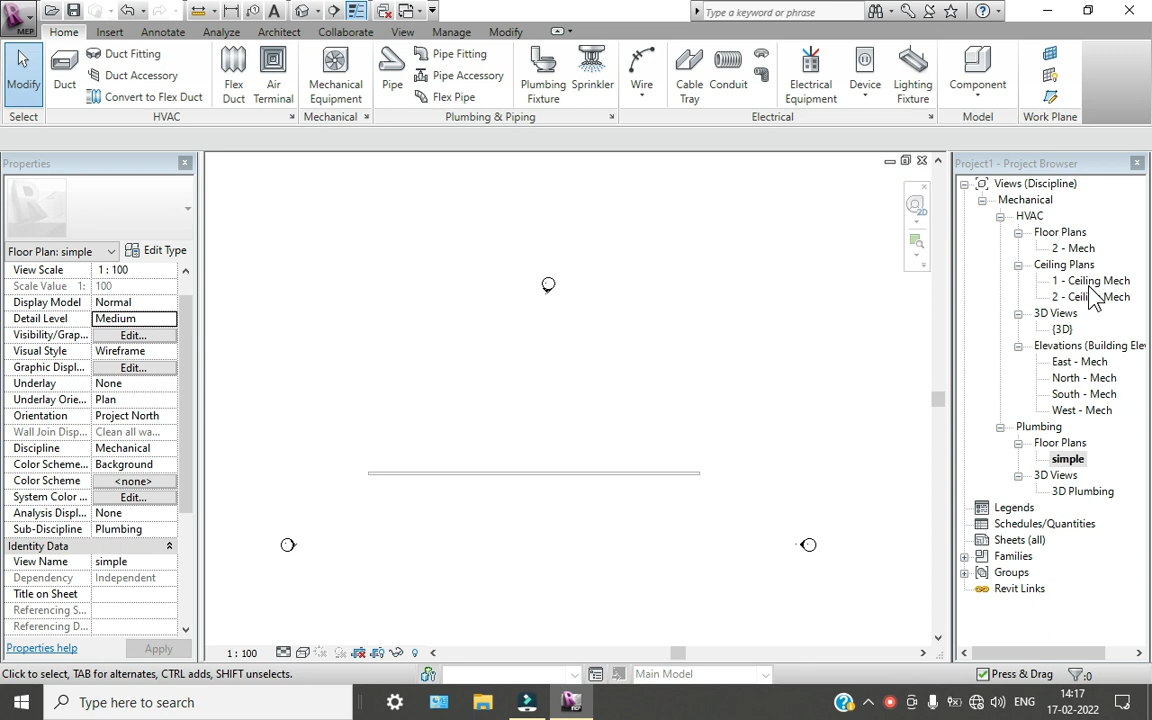 MEP
Type a keyword or phrase
Home Insert Annotate Analyze Architect Collaborate View Manage Modify
Modify
Duct
Duct Fitting
Duct Accessory
Convert to Flex Duct
Flex Duct
Air Terminal
Mechanical Equipment
Pipe
Pipe Fitting
Pipe Accessory
Flex Pipe
Plumbing Fixture
Sprinkler
Wire
Cable Tray
Conduit
Electrical Equipment
Device
Lighting Fixture
Component
Select HVAC Mechanical Plumbing & Piping Electrical Model Work Plane
Properties
Floor Plan: simple Edit Type
View Scale 1 : 100
Scale Value 1: 100
Display Model Normal
Detail Level Medium
Visibility/Grap... Edit...
Visual Style Wireframe
Graphic Displ... Edit...
Underlay None
Underlay Orie... Plan
Orientation Project North
Wall Join Disp... Clean all wa...
Discipline Mechanical
Color Scheme... Background
Color Scheme <none>
System Color ... Edit...
Analysis Displ... None
Sub-Discipline Plumbing
Identity Data
View Name simple
Dependency Independent
Title on Sheet
Referencing S...
Referencing D...
Properties help Apply
2D
1 : 100
Project1 - Project Browser
Views (Discipline)
Mechanical
HVAC
Floor Plans
2 - Mech
Ceiling Plans
1 - Ceiling Mech
2 - Ceili Mech
3D Views
{3D}
Elevations (Building Ele
East - Mech
North - Mech
South - Mech
West - Mech
Plumbing
Floor Plans
simple
3D Views
3D Plumbing
Legends
Schedules/Quantities
Sheets (all)
Families
Groups
Revit Links
Click to select, TAB for alternates, CTRL adds, SHIFT unselects. Main Model Press & Drag :0
Type here to search ENG 14:17
17-02-2022